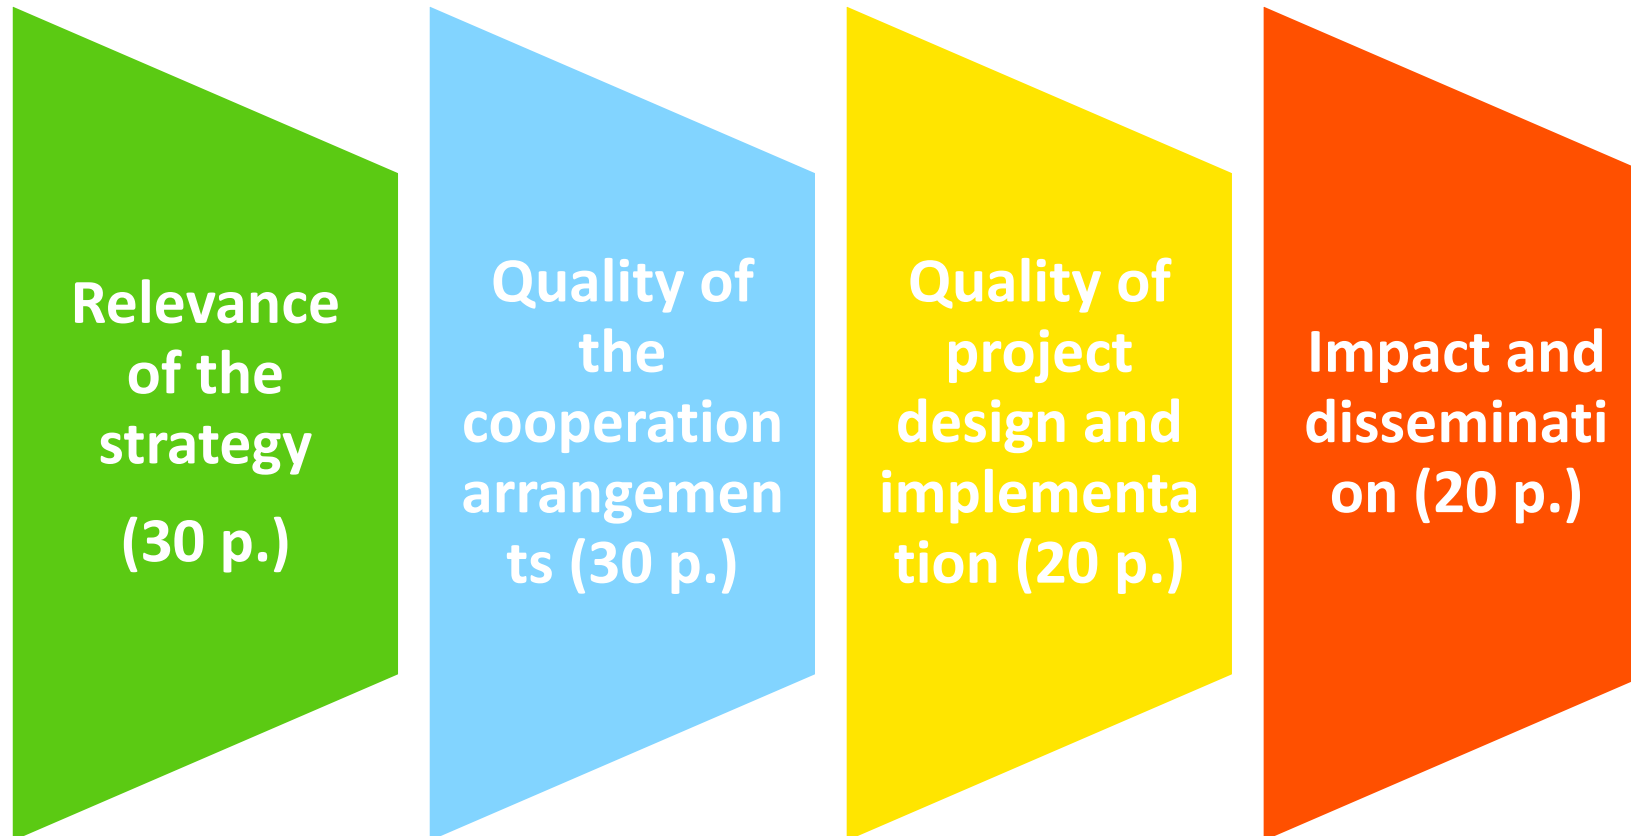 Relevance
of the
strategy
(30 p.)
Quality of
the
cooperation
arrangemen
ts (30 p.)
Quality of
project
design and
implementa
tion (20 p.)
Impact and
disseminati
on (20 p.)